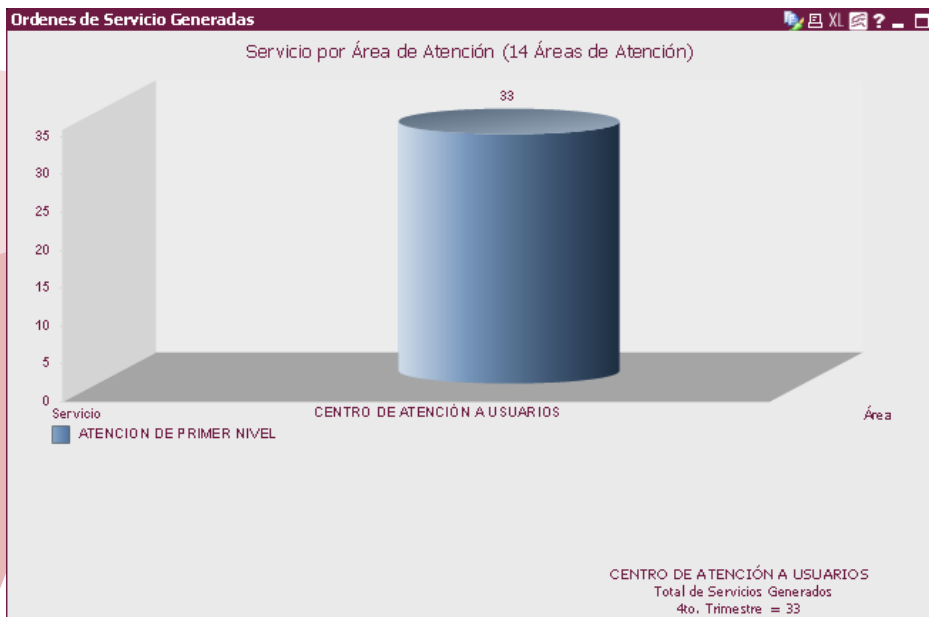 Ordenes de Servicio Generadas
XL ?
Servicio por Área de Atención (14 Áreas de Atención)
33
35
30
25
20
15
10
5
0
Servicio
CENTRO DE ATENCIÓN A USUARIOS
Área
ATENCION DE PRIMER NIVEL
CENTRO DE ATENCIÓN A USUARIOS
Total de Servicios Generados
4to. Trimestre = 33